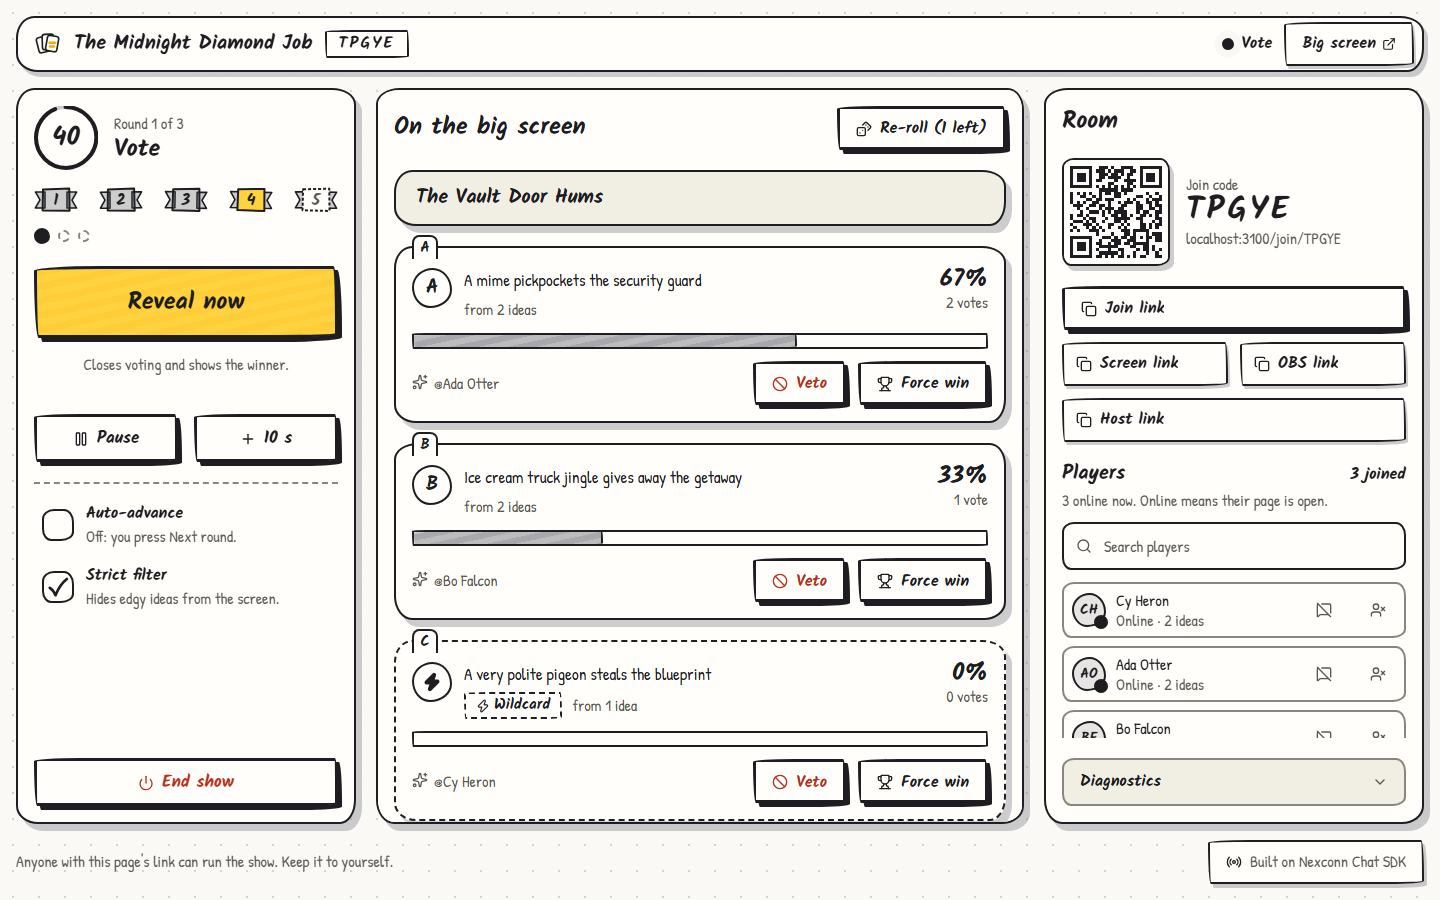 The Midnight Diamond Job
TPGYE
Vote
Big screen
40
Round 1 of 3
Vote
1 2 3 4 5
Reveal now
Closes voting and shows the winner.
Pause
+ 10 s
Auto-advance
Off: you press Next round.
Strict filter
Hides edgy ideas from the screen.
End show
On the big screen
Re-roll (1 left)
The Vault Door Hums
A
A
A mime pickpockets the security guard
67%
from 2 ideas
2 votes
@Ada Otter
Veto
Force win
B
B
Ice cream truck jingle gives away the getaway
33%
from 2 ideas
1 vote
@Bo Falcon
Veto
Force win
C
A very polite pigeon steals the blueprint
0%
Wildcard
from 1 idea
0 votes
@Cy Heron
Veto
Force win
Room
Join code
TPGYE
localhost:3100/join/TPGYE
Join link
Screen link
OBS link
Host link
Players
3 joined
3 online now. Online means their page is open.
Search players
CH
Cy Heron
Online · 2 ideas
AO
Ada Otter
Online · 2 ideas
BF
Bo Falcon
Diagnostics
Anyone with this page's link can run the show. Keep it to yourself.
Built on Nexconn Chat SDK